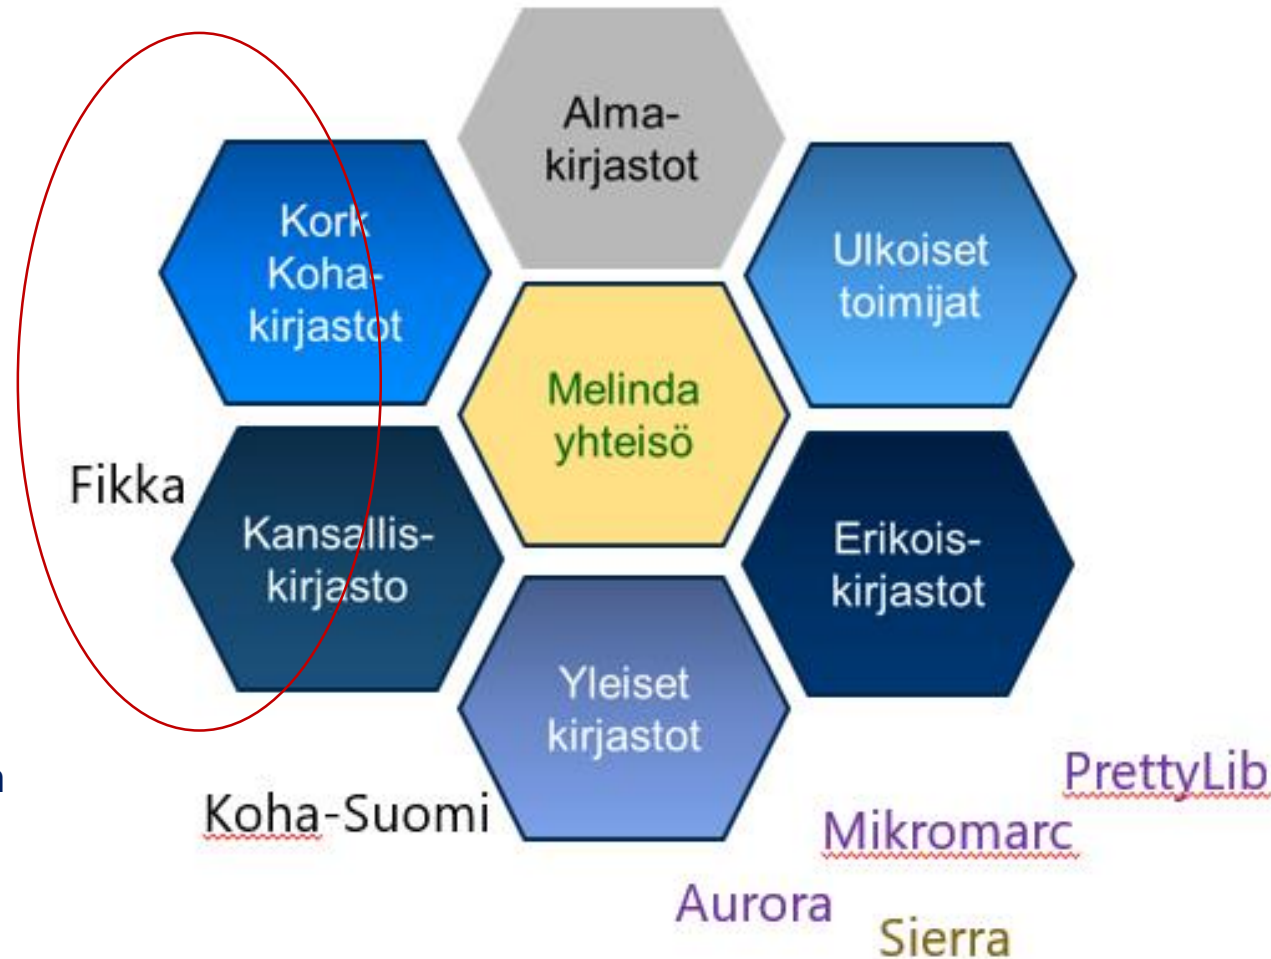 Alma-
kirjastot
Kork
Koha-
kirjastot
Ulkoiset
toimijat
Melinda
yhteisö
Fikka
Kansallis-
kirjasto
Erikois-
kirjastot
Yleiset
kirjastot
Koha-Suomi
PrettyLib
Mikromarc
Aurora
Sierra